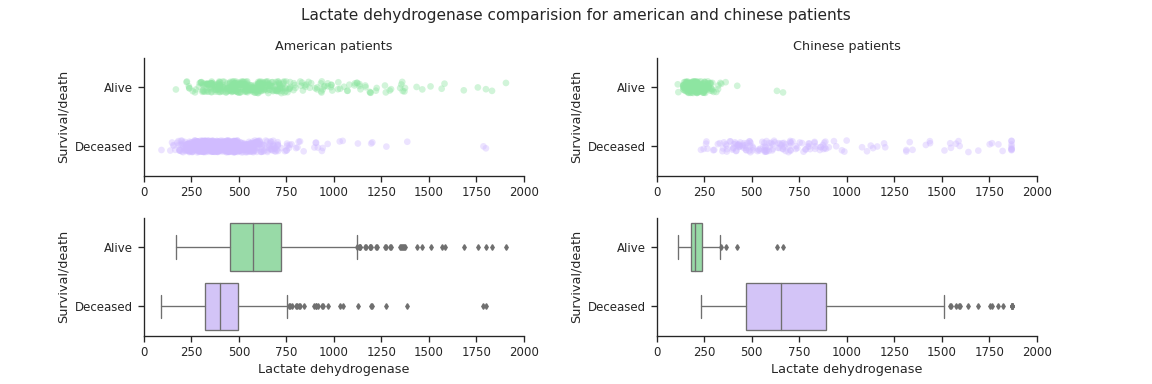 Lactate dehydrogenase comparision for american and chinese patients
American patients
Survival/death
Alive
Deceased
0 250 500 750 1000 1250 1500 1750 2000
Chinese patients
Survival/death
Alive
Deceased
0 250 500 750 1000 1250 1500 1750 2000
Survival/death
Alive
Deceased
0 250 500 750 1000 1250 1500 1750 2000
Lactate dehydrogenase
Survival/death
Alive
Deceased
0 250 500 750 1000 1250 1500 1750 2000
Lactate dehydrogenase